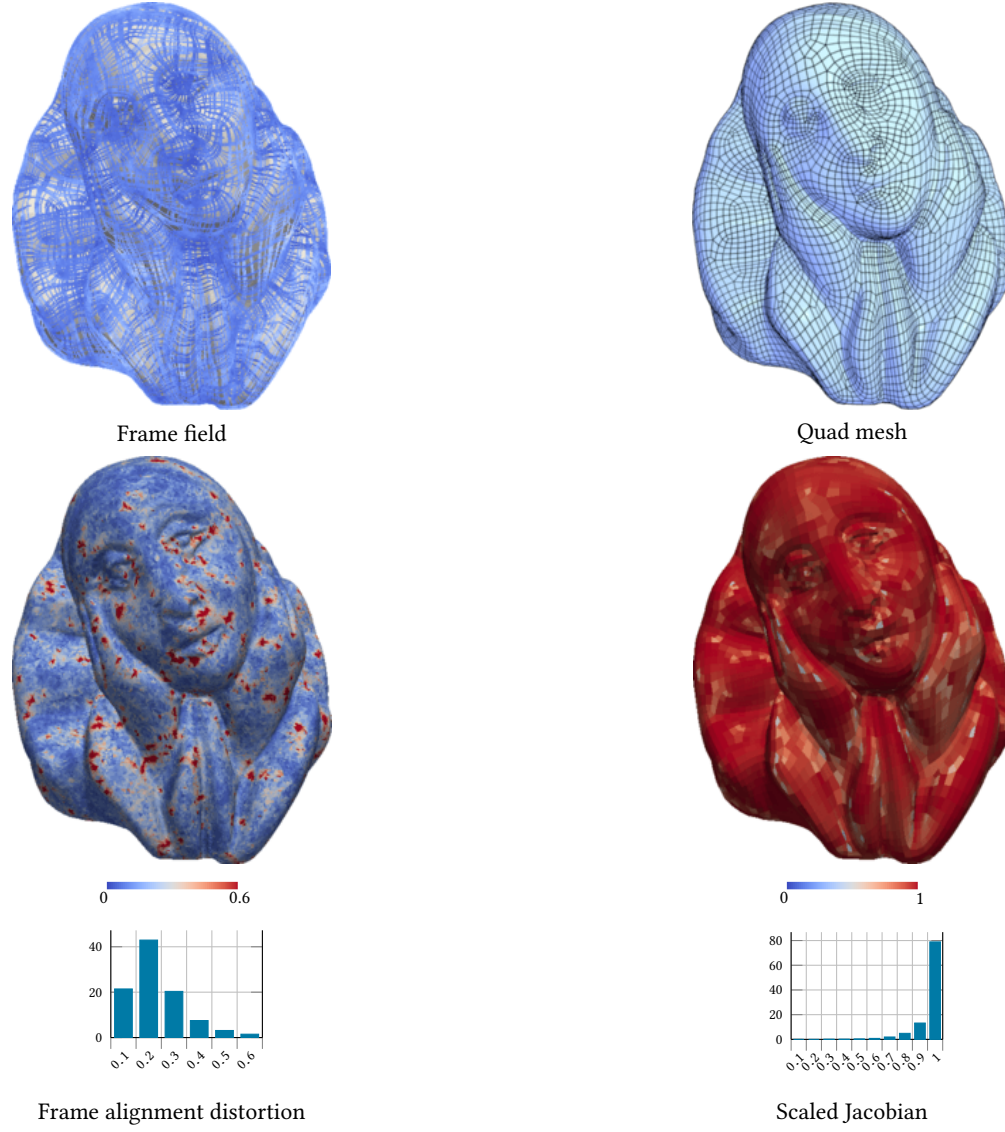 Frame field
Quad mesh
0 0.6
0 1
40
20
0
0.1 0.2 0.3 0.4 0.5 0.6
80
60
40
20
0
0.1 0.2 0.3 0.4 0.5 0.6 0.7 0.8 0.9 1
Frame alignment distortion
Scaled Jacobian